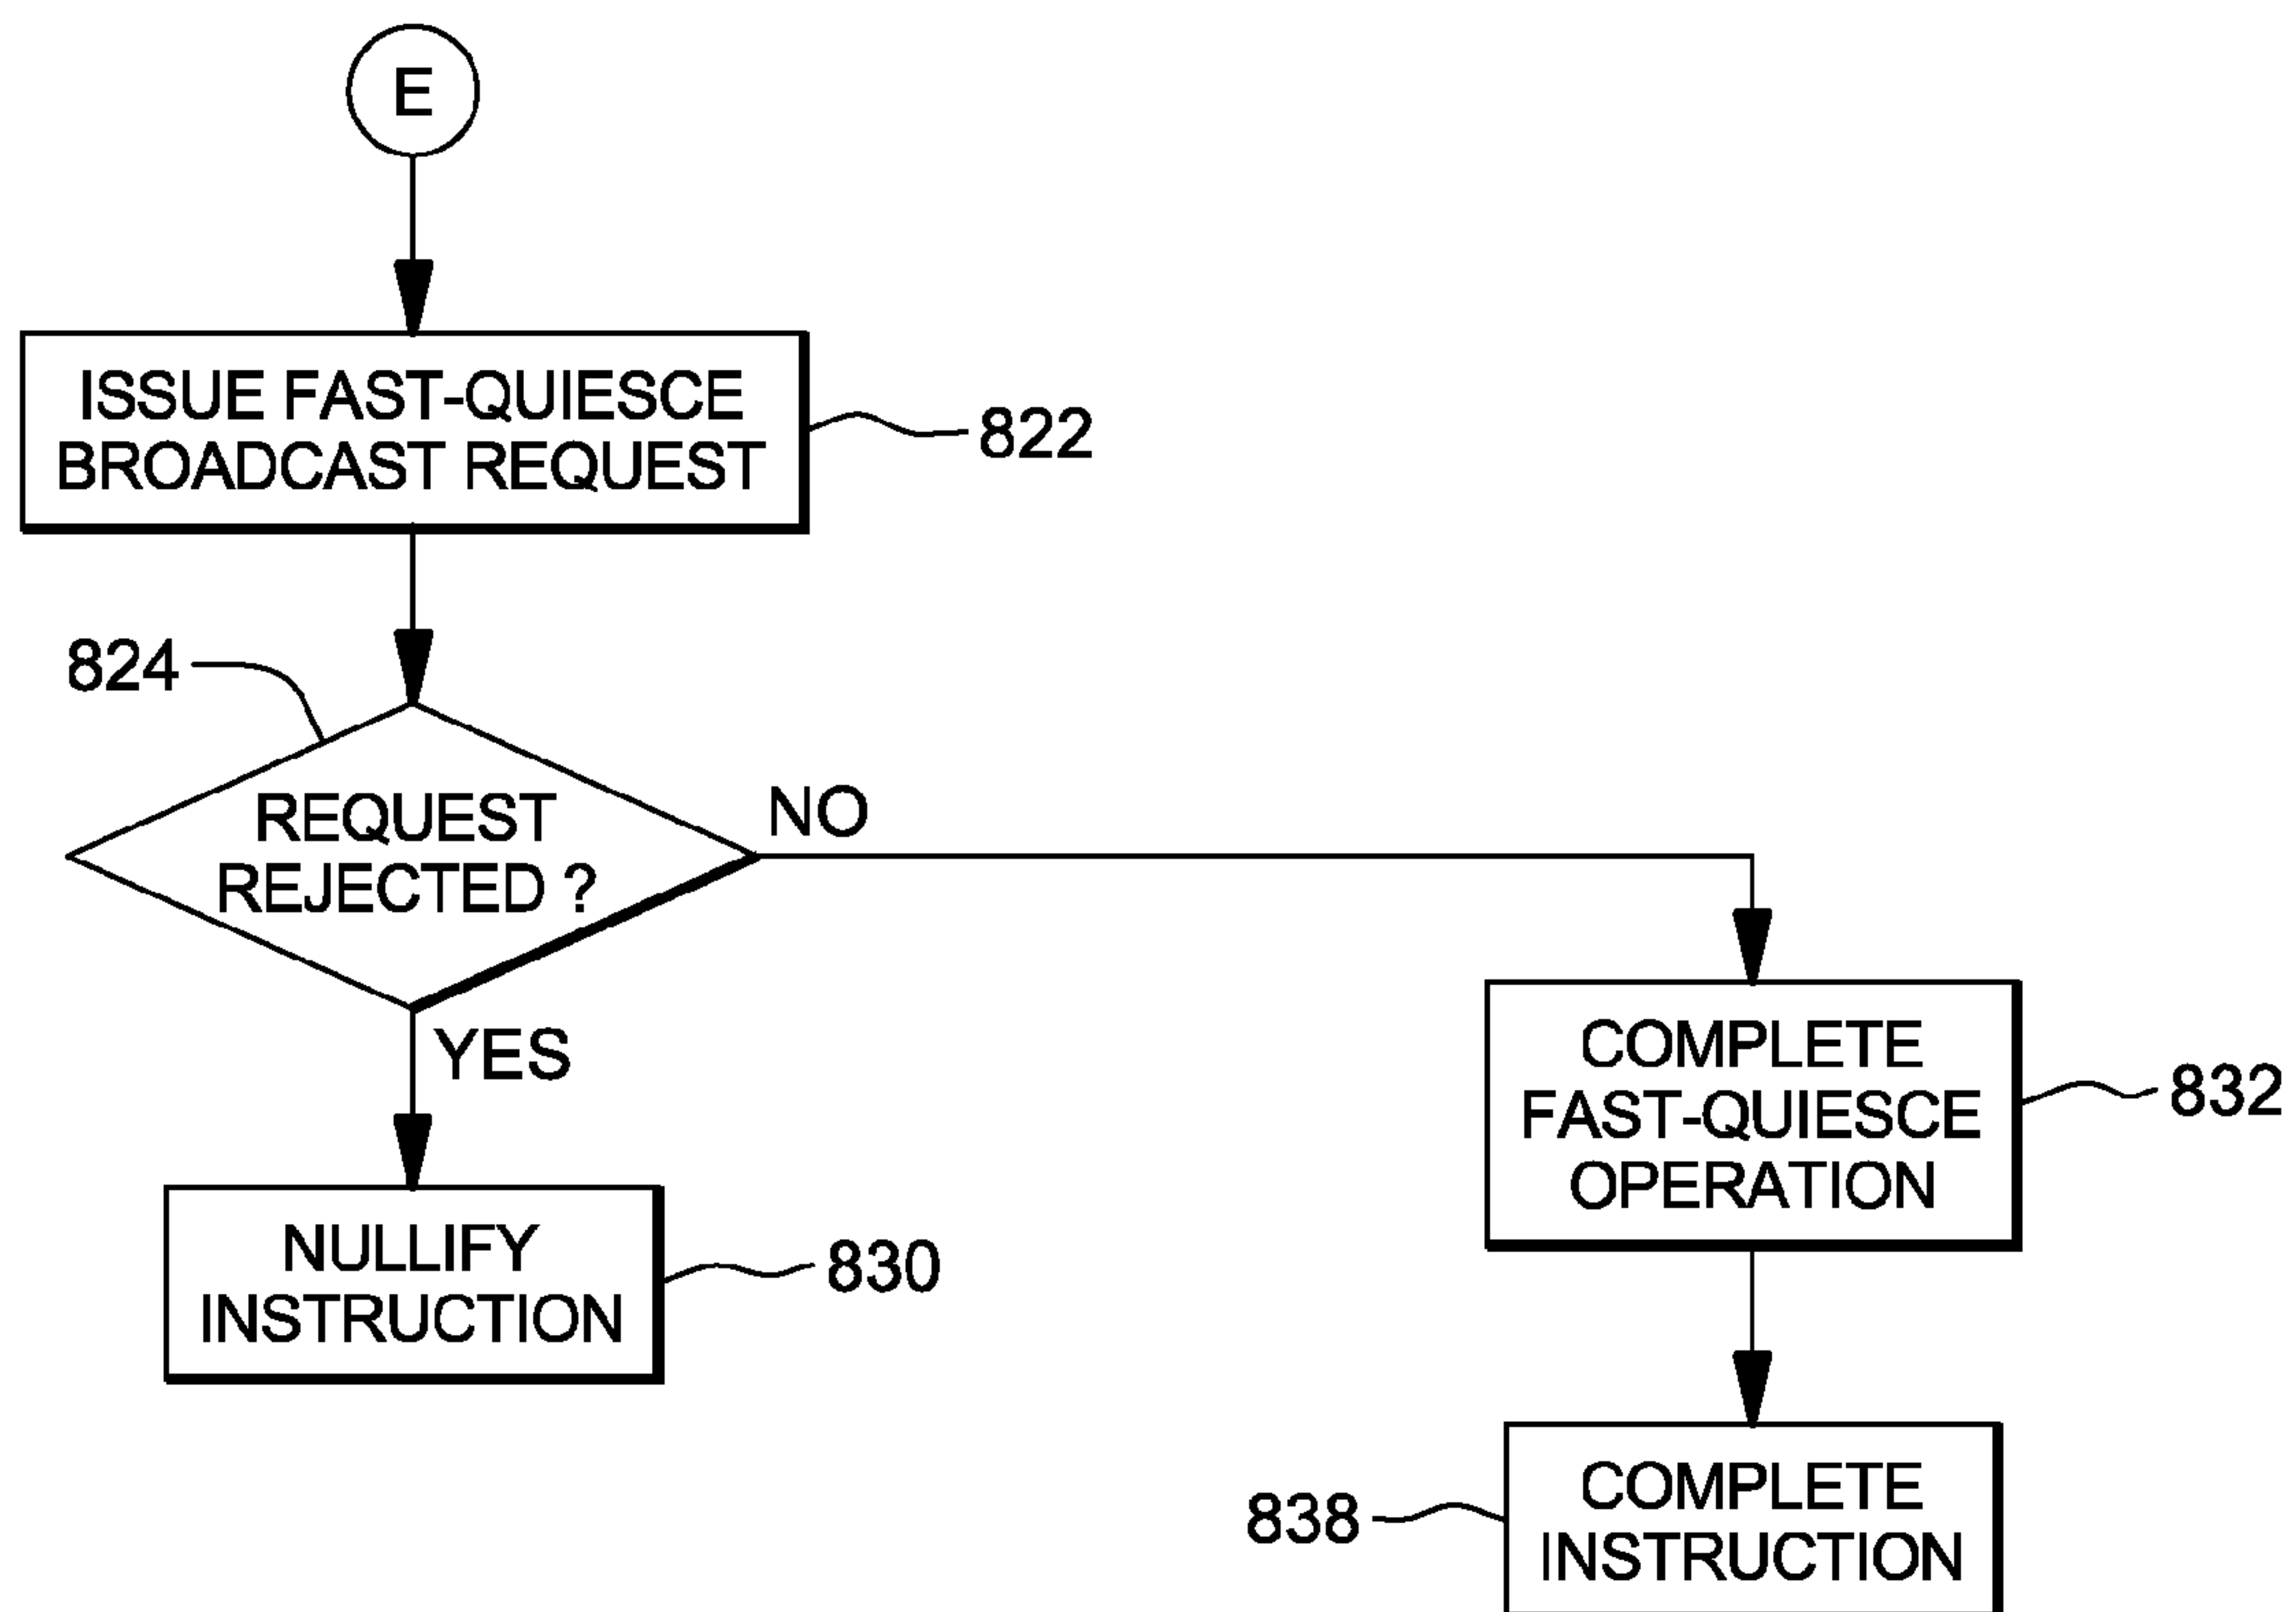 E
ISSUE FAST-QUIESCE
BROADCAST REQUEST
822
824
REQUEST
REJECTED ?
NO
YES
NULLIFY
INSTRUCTION
830
COMPLETE
FAST-QUIESCE
OPERATION
832
838
COMPLETE
INSTRUCTION